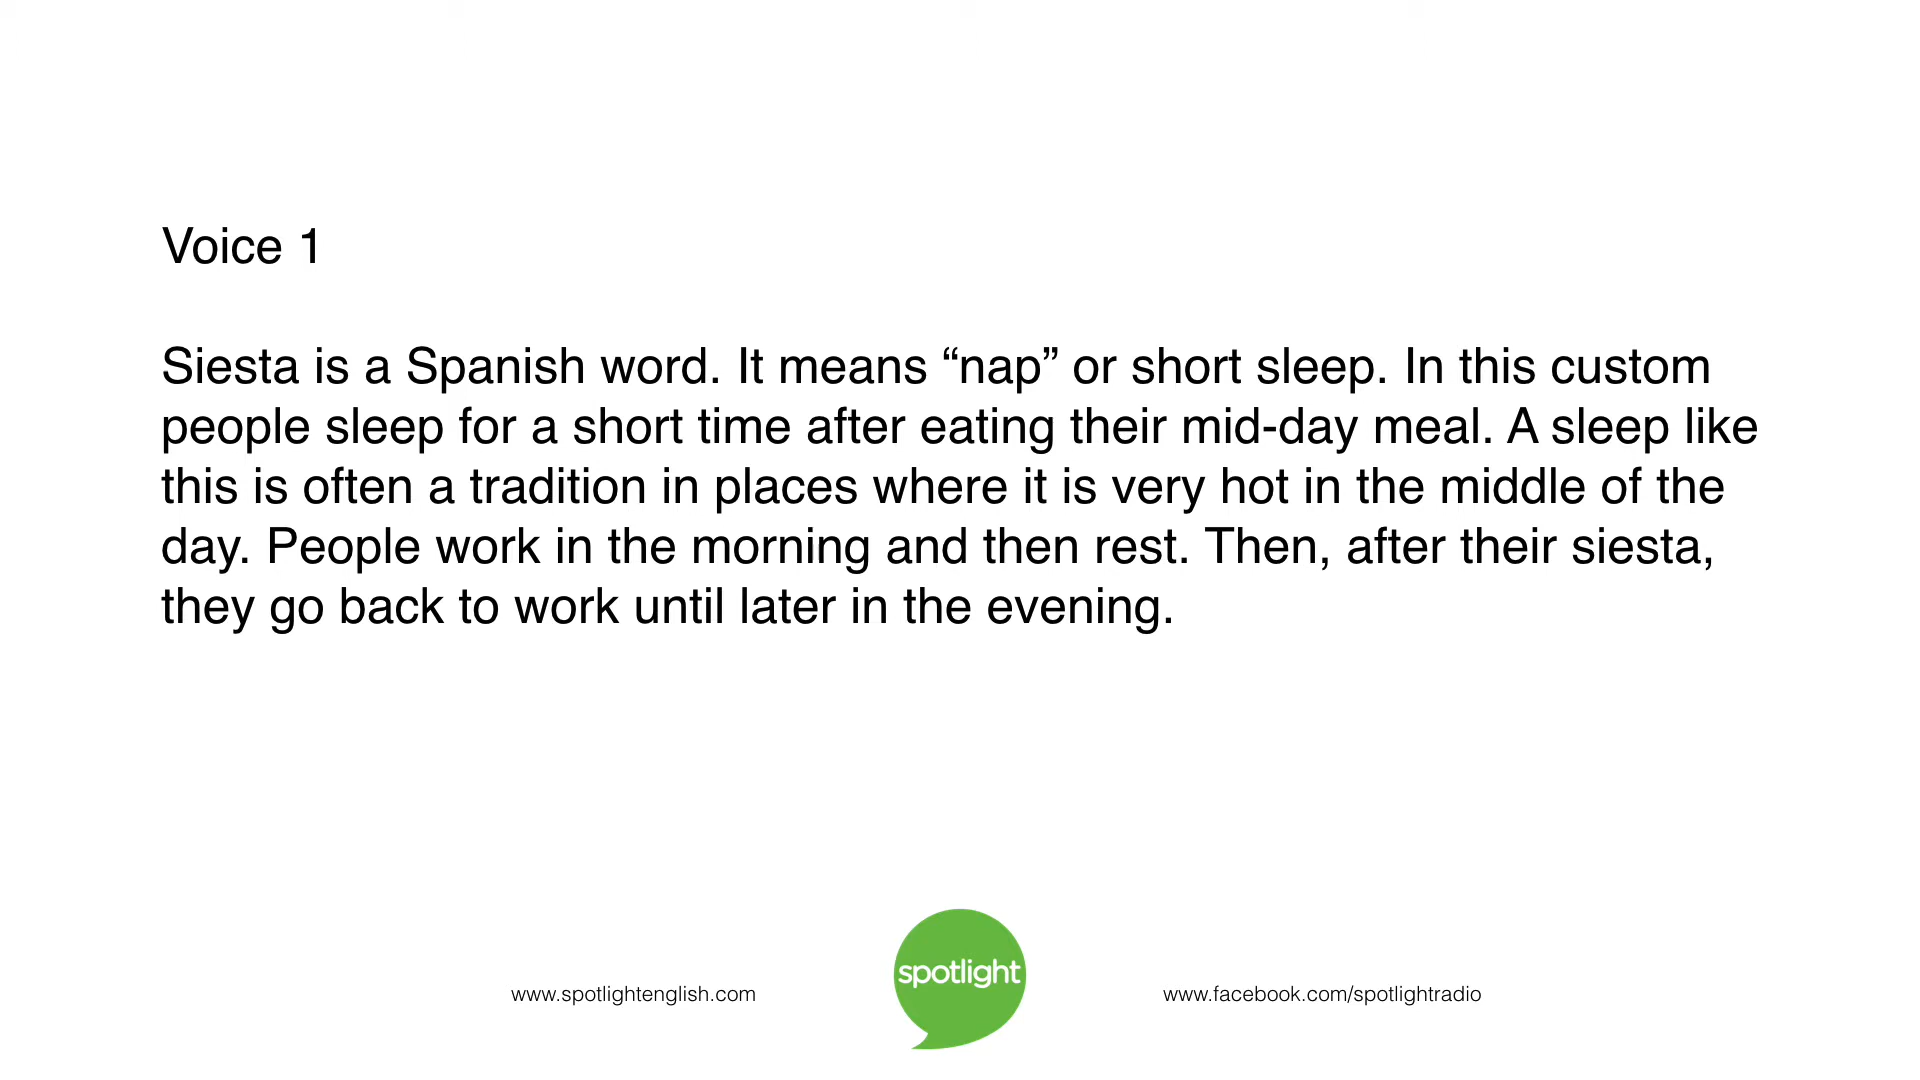 Voice 1
Siesta is a Spanish word. It means “nap” or short sleep. In this custom
people sleep for a short time after eating their mid-day meal. A sleep like
this is often a tradition in places where it is very hot in the middle of the
day. People work in the morning and then rest. Then, after their siesta,
they go back to work until later in the evening.
spotlight
www.spotlightenglish.com
www.facebook.com/spotlightradio